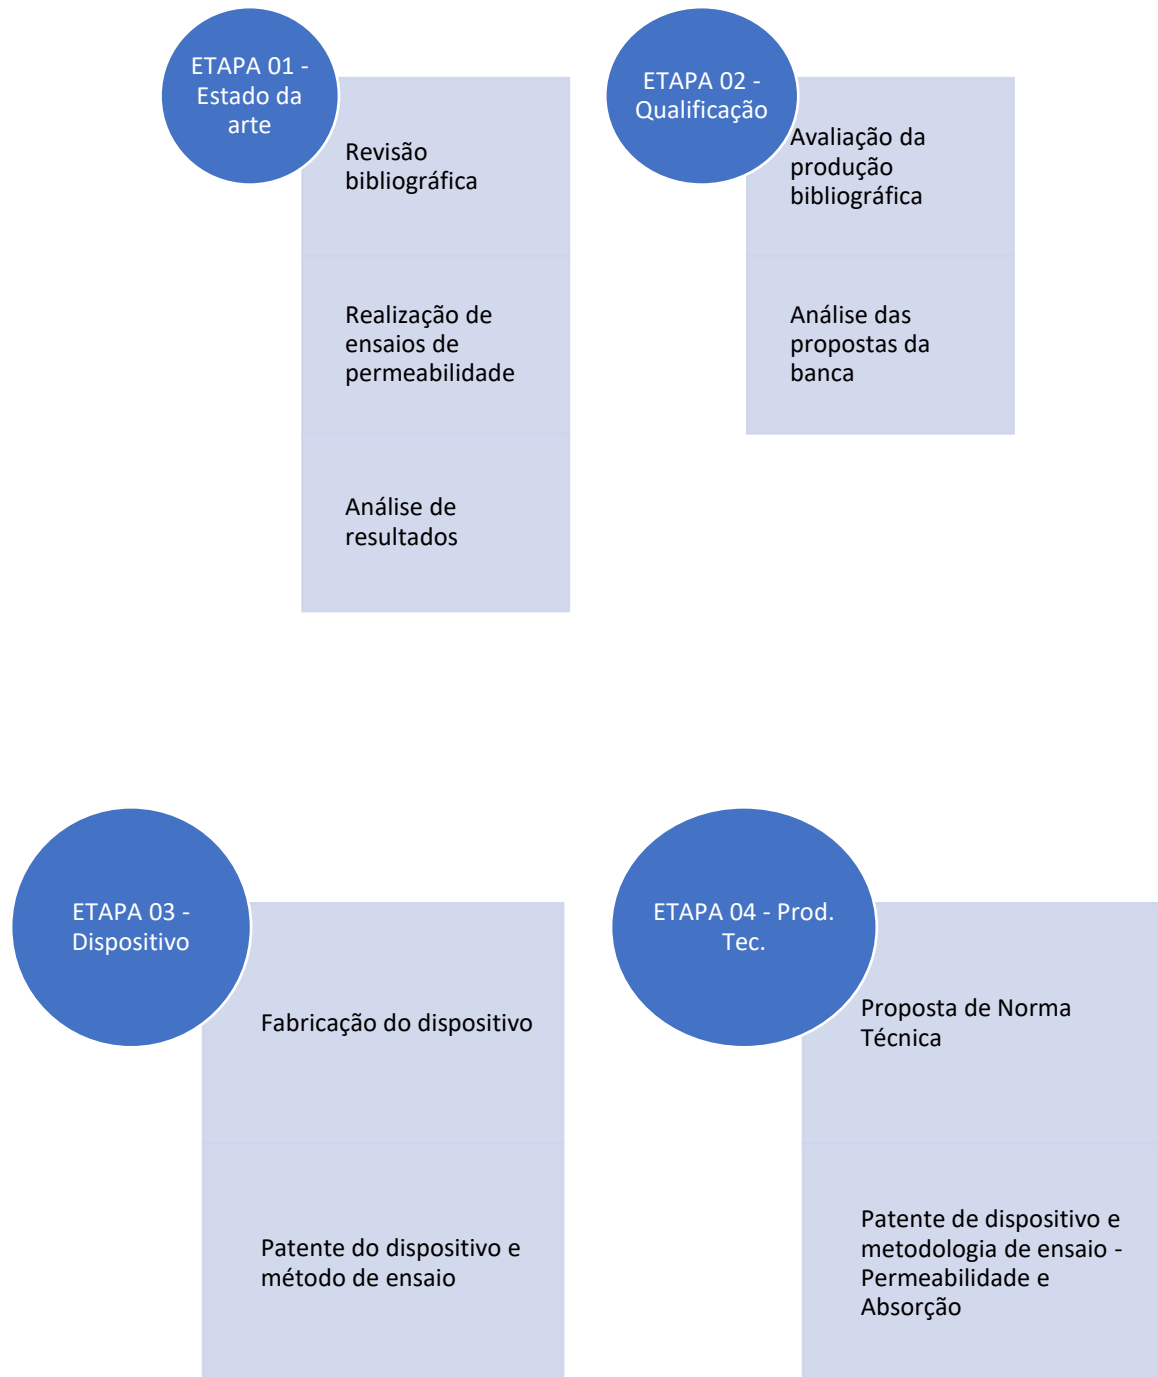 ETAPA 01 -
Estado da
arte
Revisão
bibliográfica
Realização de
ensaios de
permeabilidade
Análise de
resultados
ETAPA 02 -
Qualificação
Avaliação da
produção
bibliográfica
Análise das
propostas da
banca
ETAPA 03 -
Dispositivo
Fabricação do dispositivo
Patente do dispositivo e
método de ensaio
ETAPA 04 - Prod.
Tec.
Proposta de Norma
Técnica
Patente de dispositivo e
metodologia de ensaio -
Permeabilidade e
Absorção